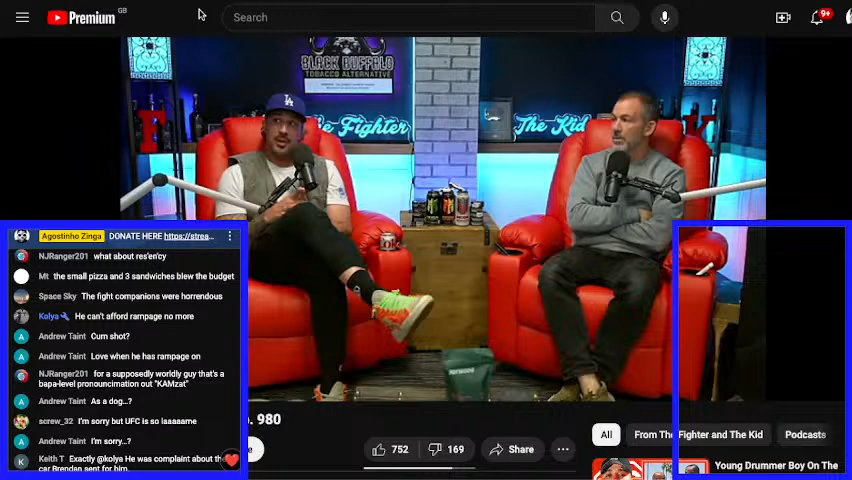 Premium GB
Search
9+
BLACK BUFFALO
TOBACCO ALTERNATIVE
he Fighter
The Kid
LA
Agostinho Zinga DONATE HERE https://strea...
NJRanger201 what about res'en'cy
Mt the small pizza and 3 sandwiches blew the budget
Space Sky The fight companions were horrendous
Kolya He can't afford rampage no more
Andrew Taint Cum shot?
Andrew Taint Love when he has rampage on
NJRanger201 for a supposedly worldly guy that's a
bapa-level pronouncimation out "KAMzat"
Andrew Taint As a dog...?
screw_32 I'm sorry but UFC is so laaaaame
Andrew Taint I'm sorry...?
Keith T Exactly @kolya He was complaint about the
car Brendan sent for him.
. 980
752
169
Share
All
From The Fighter and The Kid
Podcasts
Young Drummer Boy On The